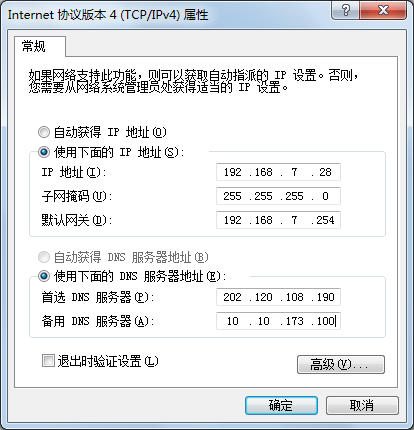 Internet 协议版本 4 (TCP/IPv4) 属性
常规
如果网络支持此功能，则可以获取自动指派的 IP 设置。否则，
您需要从网络系统管理员处获得适当的 IP 设置。
自动获得 IP 地址(O)
使用下面的 IP 地址(S):
IP 地址(I): 192 .168 . 7 . 28
子网掩码(U): 255 .255 .255 . 0
默认网关(D): 192 .168 . 7 .254
自动获得 DNS 服务器地址(B)
使用下面的 DNS 服务器地址(E):
首选 DNS 服务器(P): 202 .120 .108 .190
备用 DNS 服务器(A): 10 . 10 .173 .100
退出时验证设置(L)
高级(V)...
确定 取消